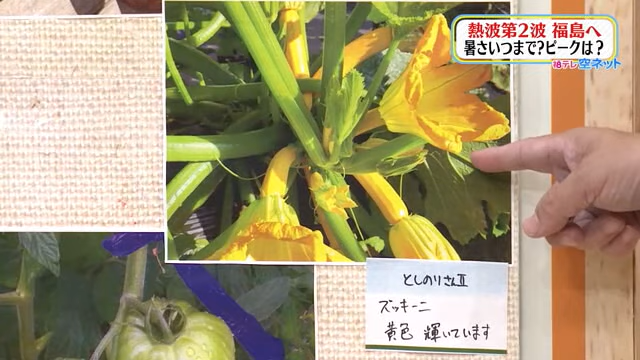 熱波第2波 福島へ
暑さいつまで?ピークは?
福テレ空ネット
としのりさんⅡ
ズッキーニ
黄色 輝いています